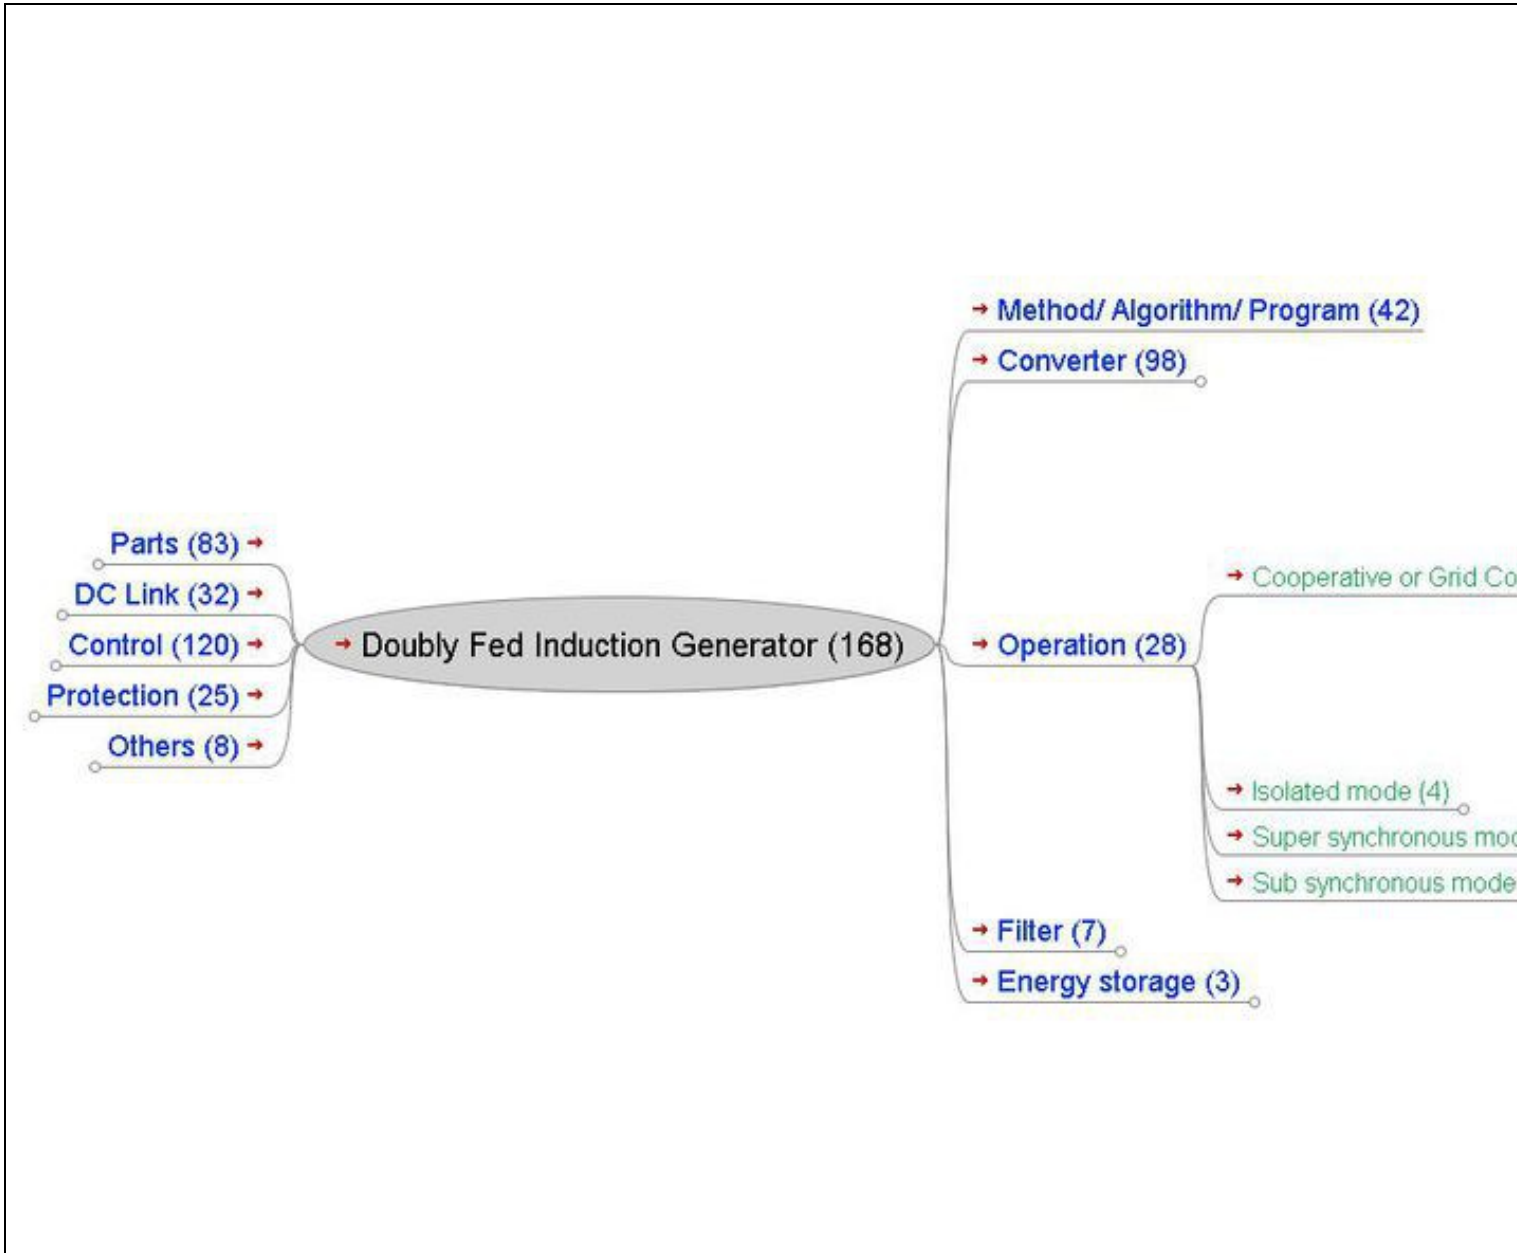 Method/ Algorithm/ Program (42)
Converter (98)
Parts (83)
DC Link (32)
Control (120)
Protection (25)
Others (8)
Doubly Fed Induction Generator (168)
Cooperative or Grid
Operation (28)
Isolated mode (4)
Super synchronous
Sub synchronous mode
Filter (7)
Energy storage (3)